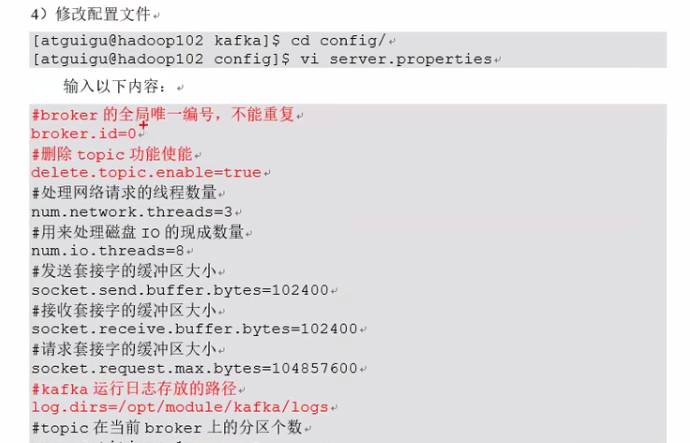 4）修改配置文件
[atguigu@hadoop102 kafka]$ cd config/
[atguigu@hadoop102 config]$ vi server.properties
输入以下内容：
#broker 的全局唯一编号，不能重复
broker.id=0
#删除 topic 功能使能
delete.topic.enable=true
#处理网络请求的线程数量
num.network.threads=3
#用来处理磁盘 IO 的现成数量
num.io.threads=8
#发送套接字的缓冲区大小
socket.send.buffer.bytes=102400
#接收套接字的缓冲区大小
socket.receive.buffer.bytes=102400
#请求套接字的缓冲区大小
socket.request.max.bytes=104857600
#kafka 运行日志存放的路径
log.dirs=/opt/module/kafka/logs
#topic 在当前 broker 上的分区个数